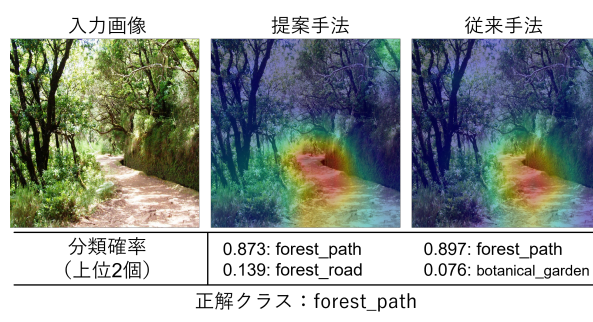 入力画像 提案手法 従来手法
分類確率 0.873: forest_path 0.897: forest_path
(上位2個) 0.139: forest_road 0.076: botanical_garden
正解クラス：forest_path